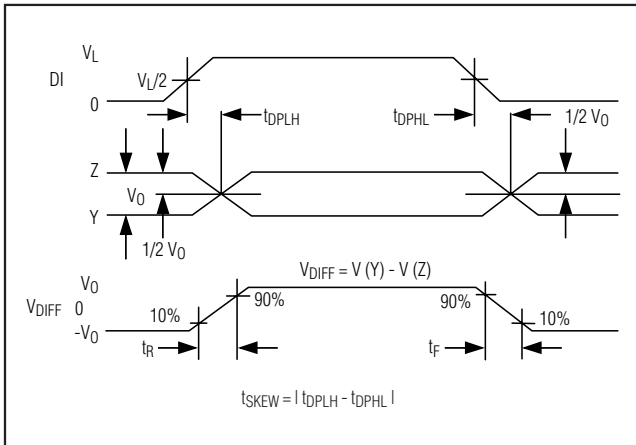 V_L
DI
V_L/2
0
t_DPLH
t_DPHL
1/2 V_O
Z
V_O
Y
1/2 V_O
V_DIFF = V (Y) - V (Z)
V_O
V_DIFF 0
-V_O
10%
90%
90%
10%
t_R
t_F
t_SKEW = | t_DPLH - t_DPHL |